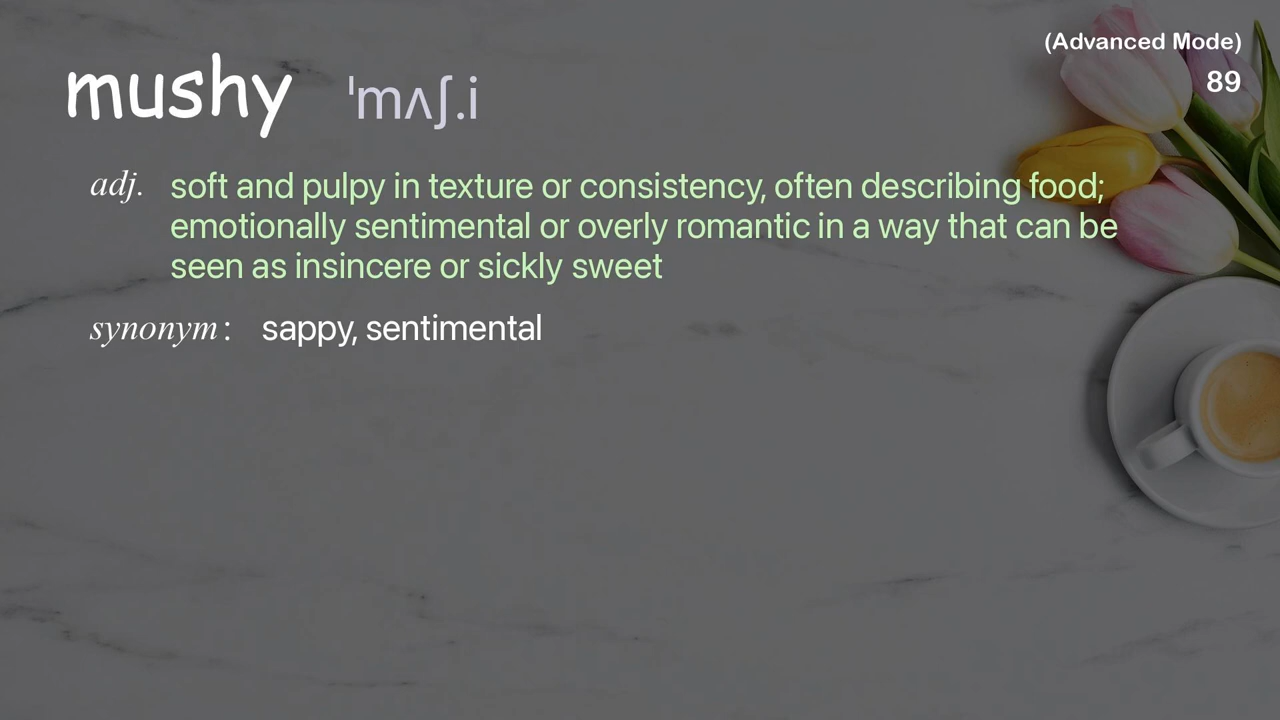 (Advanced Mode)
89
mushy ˈmʌʃ.i
adj. soft and pulpy in texture or consistency, often describing food;
emotionally sentimental or overly romantic in a way that can be
seen as insincere or sickly sweet
synonym: sappy, sentimental